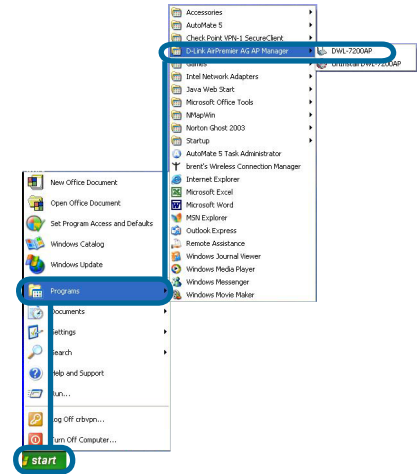 Accessories
AutoMate 5
Check Point VPN-1 SecureClient
D-Link AirPremier AG AP Manager
DWL-7200AP
Games
Uninstall DWL-7200AP
Intel Network Adapters
Java Web Start
Microsoft Office Tools
NMapWin
Norton Ghost 2003
Startup
AutoMate 5 Task Administrator
brent's Wireless Connection Manager
Internet Explorer
Microsoft Excel
Microsoft Word
MSN Explorer
Outlook Express
Remote Assistance
Windows Journal Viewer
Windows Media Player
Windows Messenger
Windows Movie Maker
New Office Document
Open Office Document
Set Program Access and Defaults
Windows Catalog
Windows Update
Programs
Documents
Settings
Search
Help and Support
Run...
Log Off crbvpn...
Turn Off Computer...
start